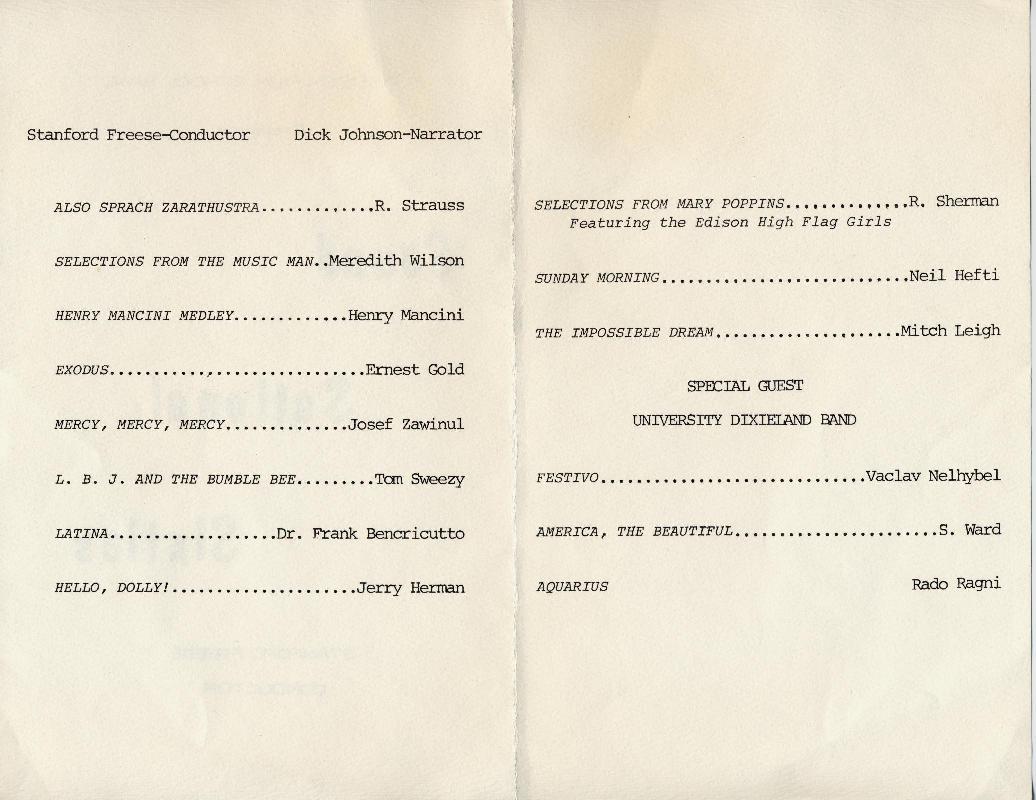 Stanford Freese-Conductor Dick Johnson-Narrator
ALSO SPRACH ZARATHUSTRA.............R. Strauss
SELECTIONS FROM THE MUSIC MAN..Meredith Wilson
HENRY MANCINI MEDLEY.............Henry Mancini
EXODUS.............................Ernest Gold
MERCY, MERCY, MERCY..............Josef Zawinul
L. B. J. AND THE BUMBLE BEE.........Tom Sweezy
LATINA...................Dr. Frank Bencricutto
HELLO, DOLLY!.....................Jerry Herman
SELECTIONS FROM MARY POPPINS..............R. Sherman
Featuring the Edison High Flag Girls
SUNDAY MORNING............................Neil Hefti
THE IMPOSSIBLE DREAM.....................Mitch Leigh
SPECIAL GUEST
UNIVERSITY DIXIELAND BAND
FESTIVO..............................Vaclav Nelhybel
AMERICA, THE BEAUTIFUL.......................S. Ward
AQUARIUS Rado Ragni